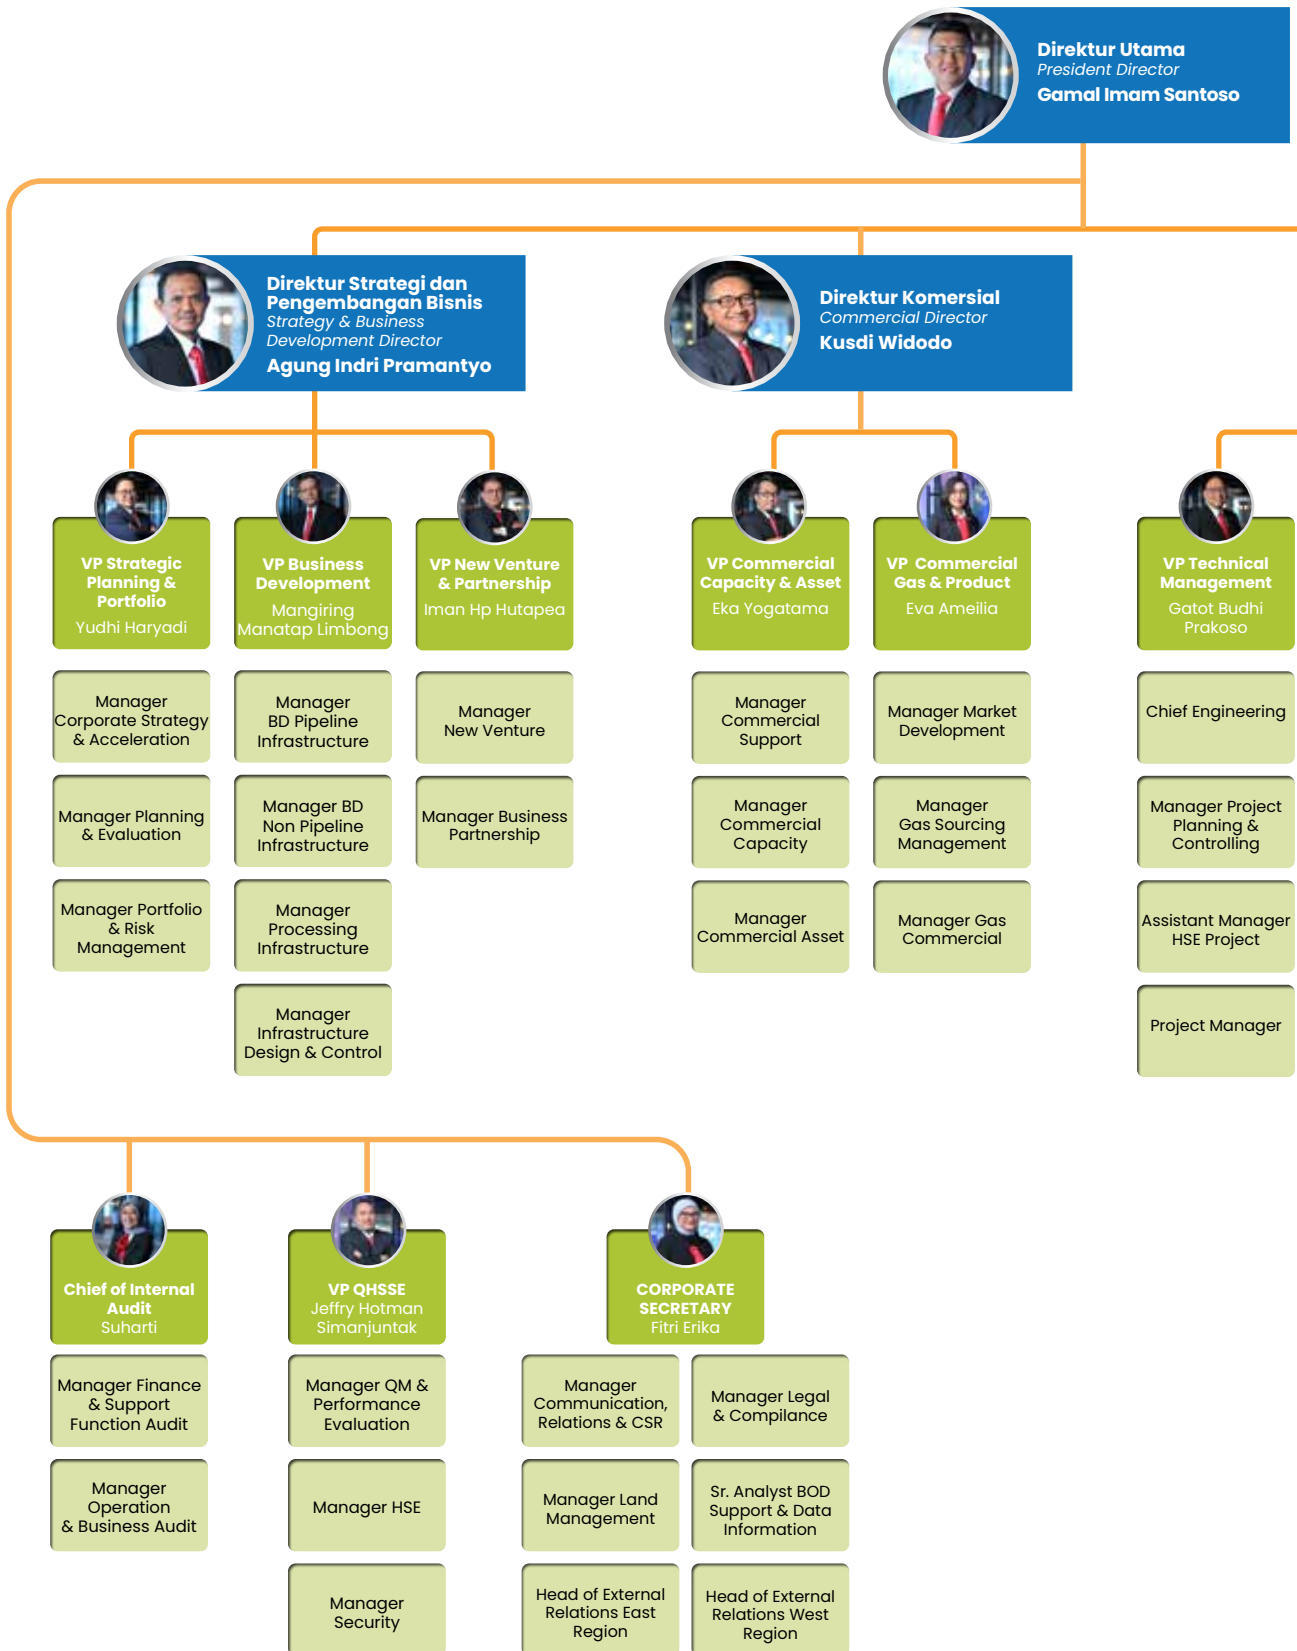 Direktur Utama
President Director
Gamal Imam Santoso
Direktur Strategi dan
Pengembangan Bisnis
Strategy & Business
Development Director
Agung Indri Pramantyo
Direktur Komersial
Commercial Director
Kusdi Widodo
VP Strategic
Planning &
Portfolio
Yudhi Haryadi
VP Business
Development
Mangiring
Manatap Limbong
VP New Venture
& Partnership
Iman Hp Hutapea
VP Commercial
Capacity & Asset
Eka Yogatama
VP Commercial
Gas & Product
Eva Ameilia
VP Technical
Management
Gatot Budhi
Prakoso
Manager
Corporate Strategy
& Acceleration
Manager
BD Pipeline
Infrastructure
Manager
New Venture
Manager
Commercial
Support
Manager Market
Development
Chief Engineering
Manager Planning
& Evaluation
Manager BD
Non Pipeline
Infrastructure
Manager Business
Partnership
Manager
Commercial
Capacity
Manager
Gas Sourcing
Management
Manager Project
Planning &
Controlling
Manager Portfolio
& Risk
Management
Manager
Processing
Infrastructure
Manager
Commercial Asset
Manager Gas
Commercial
Assistant Manager
HSE Project
Manager
Infrastructure
Design & Control
Project Manager
Chief of Internal
Audit
Suharti
VP QHSSE
Jeffry Hotman
Simanjuntak
CORPORATE
SECRETARY
Fitri Erika
Manager Finance
& Support
Function Audit
Manager QM &
Performance
Evaluation
Manager
Communication,
Relations & CSR
Manager Legal
& Compilance
Manager
Operation
& Business Audit
Manager HSE
Manager Land
Management
Sr. Analyst BOD
Support & Data
Information
Manager
Security
Head of External
Relations East
Region
Head of External
Relations West
Region